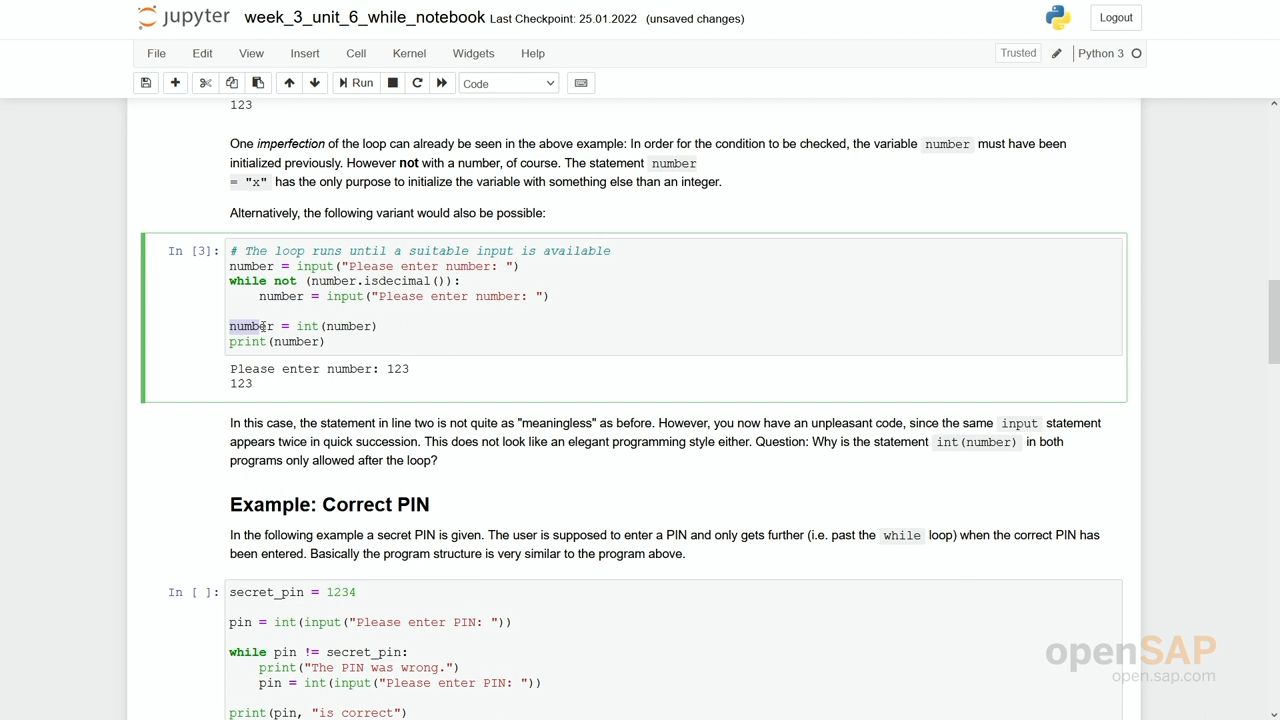 jupyter week_3_unit_6_while_notebook Last Checkpoint: 25.01.2022 (unsaved changes) Logout
File Edit View Insert Cell Kernel Widgets Help Trusted Python 3
Run Code
123
One imperfection of the loop can already be seen in the above example: In order for the condition to be checked, the variable number must have been
initialized previously. However not with a number, of course. The statement number
= "x" has the only purpose to initialize the variable with something else than an integer.
Alternatively, the following variant would also be possible:
In [3]: # The loop runs until a suitable input is available
number = input("Please enter number: ")
while not (number.isdecimal()):
    number = input("Please enter number: ")
number = int(number)
print(number)
Please enter number: 123
123
In this case, the statement in line two is not quite as "meaningless" as before. However, you now have an unpleasant code, since the same input statement
appears twice in quick succession. This does not look like an elegant programming style either. Question: Why is the statement int(number) in both
programs only allowed after the loop?
Example: Correct PIN
In the following example a secret PIN is given. The user is supposed to enter a PIN and only gets further (i.e. past the while loop) when the correct PIN has
been entered. Basically the program structure is very similar to the program above.
In [ ]: secret_pin = 1234
pin = int(input("Please enter PIN: "))
while pin != secret_pin:
    print("The PIN was wrong.")
    pin = int(input("Please enter PIN: "))
print(pin, "is correct")
openSAP
open.sap.com